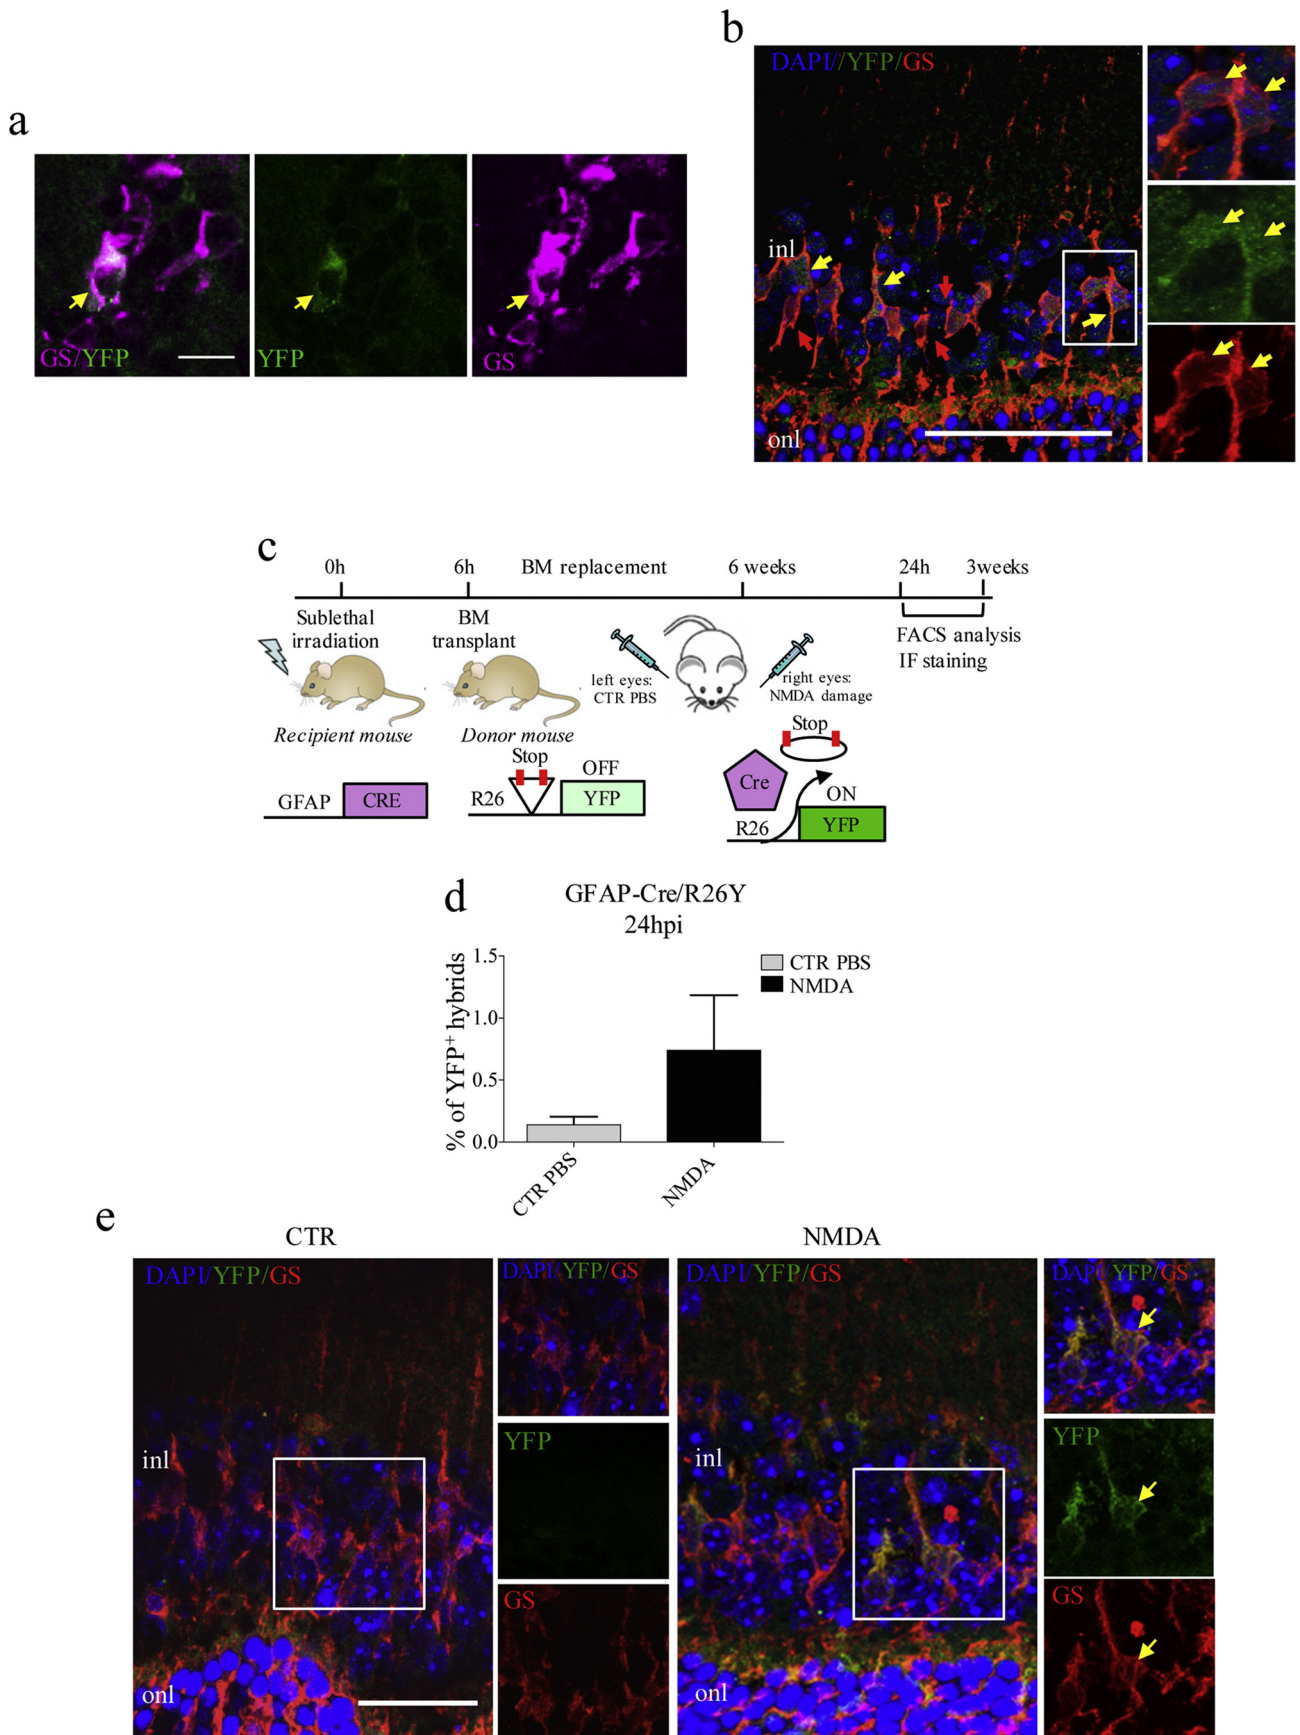 a
GS/YFP
YFP
GS
b
DAPI//YFP/GS
inl
onl
c
0h
6h
BM replacement
6 weeks
24h
3weeks
Sublethal
irradiation
BM
transplant
FACS analysis
IF staining
left eyes:
CTR PBS
right eyes:
NMDA damage
Recipient mouse
Donor mouse
GFAP
CRE
R26
Stop
OFF
YFP
Cre
R26
Stop
ON
YFP
d
GFAP-Cre/R26Y
24hpi
% of YFP⁺ hybrids
1.5
1.0
0.5
0.0
CTR PBS
NMDA
CTR PBS
NMDA
e
CTR
DAPI/YFP/GS
inl
onl
DAPI/YFP/GS
YFP
GS
NMDA
DAPI/YFP/GS
inl
onl
DAPI/YFP/GS
YFP
GS